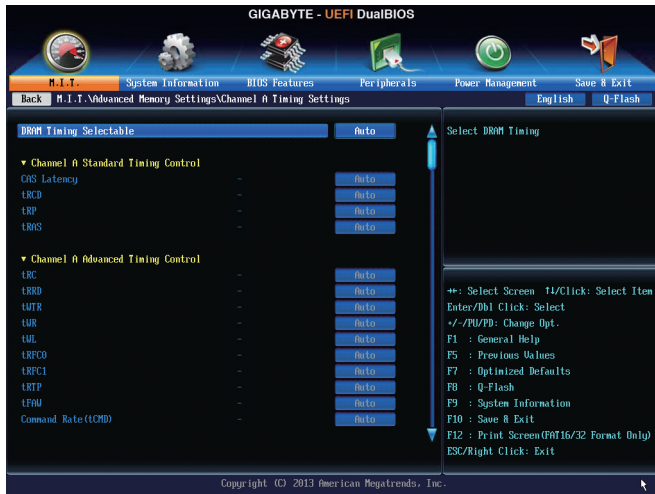 GIGABYTE - UEFI DualBIOS
M.I.T. System Information BIOS Features Peripherals Power Management Save & Exit
Back M.I.T.\Advanced Memory Settings\Channel A Timing Settings English Q-Flash
DRAM Timing Selectable Auto
▼ Channel A Standard Timing Control
CAS Latency - Auto
tRCD - Auto
tRP - Auto
tRAS - Auto
▼ Channel A Advanced Timing Control
tRC - Auto
tRRD - Auto
tWTR - Auto
tWR - Auto
tWL - Auto
tRFC0 - Auto
tRFC1 - Auto
tRTP - Auto
tFAW - Auto
Command Rate(tCMD) - Auto
Select DRAM Timing
→←: Select Screen ↑↓/Click: Select Item
Enter/Dbl Click: Select
+/-/PU/PD: Change Opt.
F1 : General Help
F5 : Previous Values
F7 : Optimized Defaults
F8 : Q-Flash
F9 : System Information
F10 : Save & Exit
F12 : Print Screen(FAT16/32 Format Only)
ESC/Right Click: Exit
Copyright (C) 2013 American Megatrends, Inc.